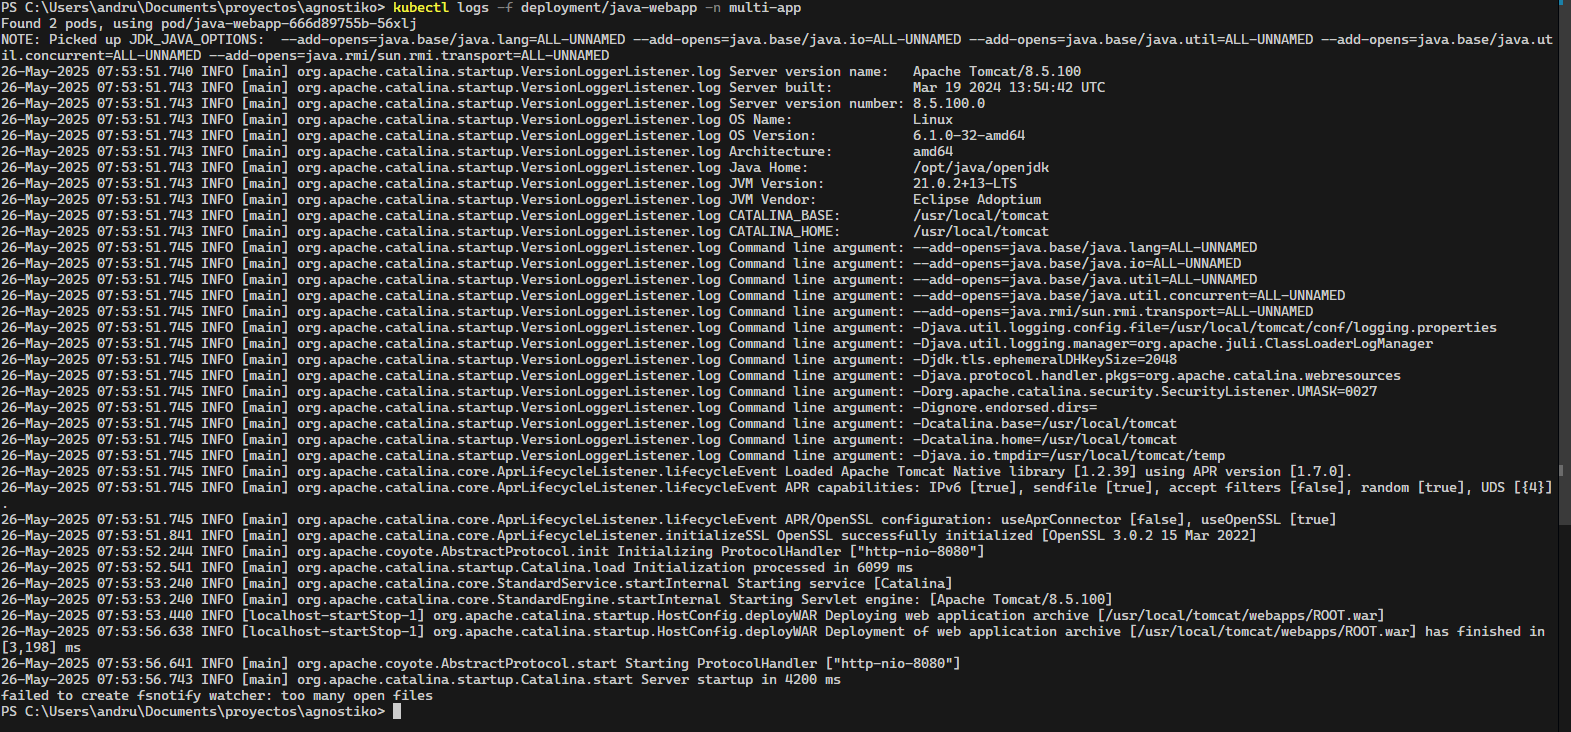 PS C:\Users\andru\Documents\proyectos\agnostiko> kubectl logs -f deployment/java-webapp -n multi-app
Found 2 pods, using pod/java-webapp-666d89755b-56xlj
NOTE: Picked up JDK_JAVA_OPTIONS:  --add-opens=java.base/java.lang=ALL-UNNAMED --add-opens=java.base/java.io=ALL-UNNAMED --add-opens=java.base/java.util=ALL-UNNAMED --add-opens=java.base/java.ut
il.concurrent=ALL-UNNAMED --add-opens=java.rmi/sun.rmi.transport=ALL-UNNAMED
26-May-2025 07:53:51.740 INFO [main] org.apache.catalina.startup.VersionLoggerListener.log Server version name:   Apache Tomcat/8.5.100
26-May-2025 07:53:51.743 INFO [main] org.apache.catalina.startup.VersionLoggerListener.log Server built:          Mar 19 2024 13:54:42 UTC
26-May-2025 07:53:51.743 INFO [main] org.apache.catalina.startup.VersionLoggerListener.log Server version number: 8.5.100.0
26-May-2025 07:53:51.743 INFO [main] org.apache.catalina.startup.VersionLoggerListener.log OS Name:               Linux
26-May-2025 07:53:51.743 INFO [main] org.apache.catalina.startup.VersionLoggerListener.log OS Version:            6.1.0-32-amd64
26-May-2025 07:53:51.743 INFO [main] org.apache.catalina.startup.VersionLoggerListener.log Architecture:          amd64
26-May-2025 07:53:51.743 INFO [main] org.apache.catalina.startup.VersionLoggerListener.log Java Home:             /opt/java/openjdk
26-May-2025 07:53:51.743 INFO [main] org.apache.catalina.startup.VersionLoggerListener.log JVM Version:           21.0.2+13-LTS
26-May-2025 07:53:51.743 INFO [main] org.apache.catalina.startup.VersionLoggerListener.log JVM Vendor:            Eclipse Adoptium
26-May-2025 07:53:51.743 INFO [main] org.apache.catalina.startup.VersionLoggerListener.log CATALINA_BASE:         /usr/local/tomcat
26-May-2025 07:53:51.743 INFO [main] org.apache.catalina.startup.VersionLoggerListener.log CATALINA_HOME:         /usr/local/tomcat
26-May-2025 07:53:51.745 INFO [main] org.apache.catalina.startup.VersionLoggerListener.log Command line argument: --add-opens=java.base/java.lang=ALL-UNNAMED
26-May-2025 07:53:51.745 INFO [main] org.apache.catalina.startup.VersionLoggerListener.log Command line argument: --add-opens=java.base/java.io=ALL-UNNAMED
26-May-2025 07:53:51.745 INFO [main] org.apache.catalina.startup.VersionLoggerListener.log Command line argument: --add-opens=java.base/java.util=ALL-UNNAMED
26-May-2025 07:53:51.745 INFO [main] org.apache.catalina.startup.VersionLoggerListener.log Command line argument: --add-opens=java.base/java.util.concurrent=ALL-UNNAMED
26-May-2025 07:53:51.745 INFO [main] org.apache.catalina.startup.VersionLoggerListener.log Command line argument: --add-opens=java.rmi/sun.rmi.transport=ALL-UNNAMED
26-May-2025 07:53:51.745 INFO [main] org.apache.catalina.startup.VersionLoggerListener.log Command line argument: -Djava.util.logging.config.file=/usr/local/tomcat/conf/logging.properties
26-May-2025 07:53:51.745 INFO [main] org.apache.catalina.startup.VersionLoggerListener.log Command line argument: -Djava.util.logging.manager=org.apache.juli.ClassLoaderLogManager
26-May-2025 07:53:51.745 INFO [main] org.apache.catalina.startup.VersionLoggerListener.log Command line argument: -Djdk.tls.ephemeralDHKeySize=2048
26-May-2025 07:53:51.745 INFO [main] org.apache.catalina.startup.VersionLoggerListener.log Command line argument: -Djava.protocol.handler.pkgs=org.apache.catalina.webresources
26-May-2025 07:53:51.745 INFO [main] org.apache.catalina.startup.VersionLoggerListener.log Command line argument: -Dorg.apache.catalina.security.SecurityListener.UMASK=0027
26-May-2025 07:53:51.745 INFO [main] org.apache.catalina.startup.VersionLoggerListener.log Command line argument: -Dignore.endorsed.dirs=
26-May-2025 07:53:51.745 INFO [main] org.apache.catalina.startup.VersionLoggerListener.log Command line argument: -Dcatalina.base=/usr/local/tomcat
26-May-2025 07:53:51.745 INFO [main] org.apache.catalina.startup.VersionLoggerListener.log Command line argument: -Dcatalina.home=/usr/local/tomcat
26-May-2025 07:53:51.745 INFO [main] org.apache.catalina.startup.VersionLoggerListener.log Command line argument: -Djava.io.tmpdir=/usr/local/tomcat/temp
26-May-2025 07:53:51.745 INFO [main] org.apache.catalina.core.AprLifecycleListener.lifecycleEvent Loaded Apache Tomcat Native library [1.2.39] using APR version [1.7.0].
26-May-2025 07:53:51.745 INFO [main] org.apache.catalina.core.AprLifecycleListener.lifecycleEvent APR capabilities: IPv6 [true], sendfile [true], accept filters [false], random [true], UDS [{4}]
.
26-May-2025 07:53:51.745 INFO [main] org.apache.catalina.core.AprLifecycleListener.lifecycleEvent APR/OpenSSL configuration: useAprConnector [false], useOpenSSL [true]
26-May-2025 07:53:51.841 INFO [main] org.apache.catalina.core.AprLifecycleListener.initializeSSL OpenSSL successfully initialized [OpenSSL 3.0.2 15 Mar 2022]
26-May-2025 07:53:52.244 INFO [main] org.apache.coyote.AbstractProtocol.init Initializing ProtocolHandler ["http-nio-8080"]
26-May-2025 07:53:52.541 INFO [main] org.apache.catalina.startup.Catalina.load Initialization processed in 6099 ms
26-May-2025 07:53:53.240 INFO [main] org.apache.catalina.core.StandardService.startInternal Starting service [Catalina]
26-May-2025 07:53:53.240 INFO [main] org.apache.catalina.core.StandardEngine.startInternal Starting Servlet engine: [Apache Tomcat/8.5.100]
26-May-2025 07:53:53.440 INFO [localhost-startStop-1] org.apache.catalina.startup.HostConfig.deployWAR Deploying web application archive [/usr/local/tomcat/webapps/ROOT.war]
26-May-2025 07:53:56.638 INFO [localhost-startStop-1] org.apache.catalina.startup.HostConfig.deployWAR Deployment of web application archive [/usr/local/tomcat/webapps/ROOT.war] has finished in
[3,198] ms
26-May-2025 07:53:56.641 INFO [main] org.apache.coyote.AbstractProtocol.start Starting ProtocolHandler ["http-nio-8080"]
26-May-2025 07:53:56.743 INFO [main] org.apache.catalina.startup.Catalina.start Server startup in 4200 ms
failed to create fsnotify watcher: too many open files
PS C:\Users\andru\Documents\proyectos\agnostiko>